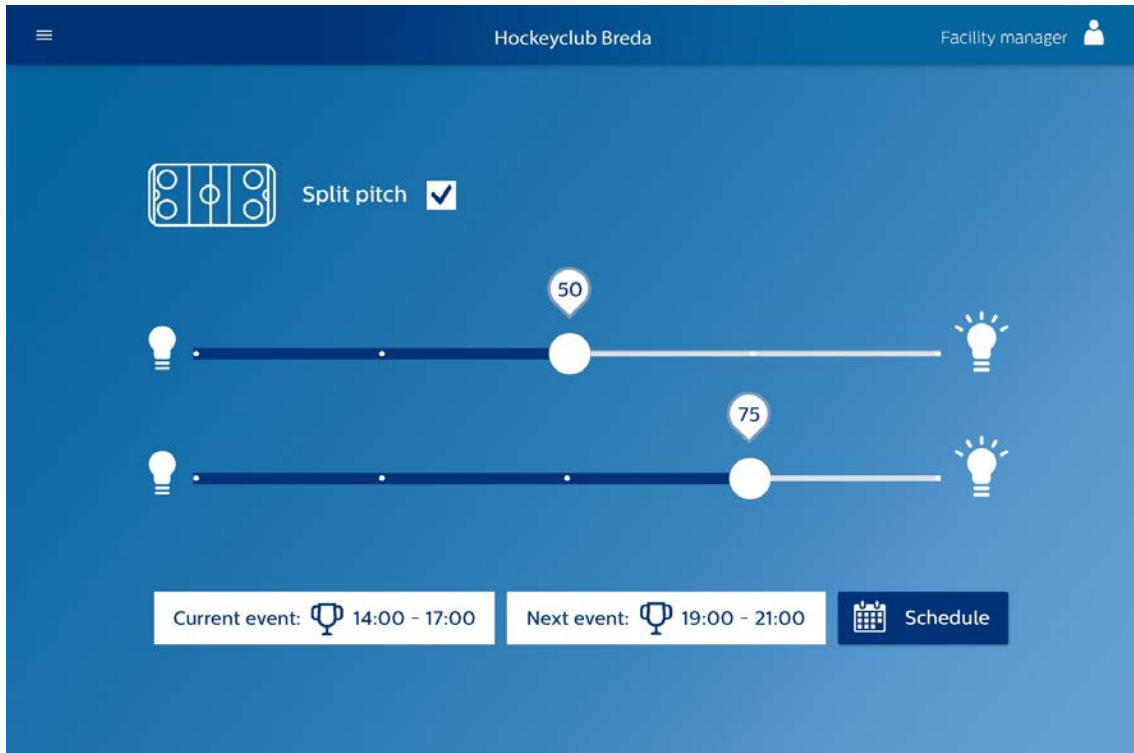 Hockeyclub Breda
Facility manager
Split pitch
50
75
Current event: 14:00 - 17:00
Next event: 19:00 - 21:00
Schedule